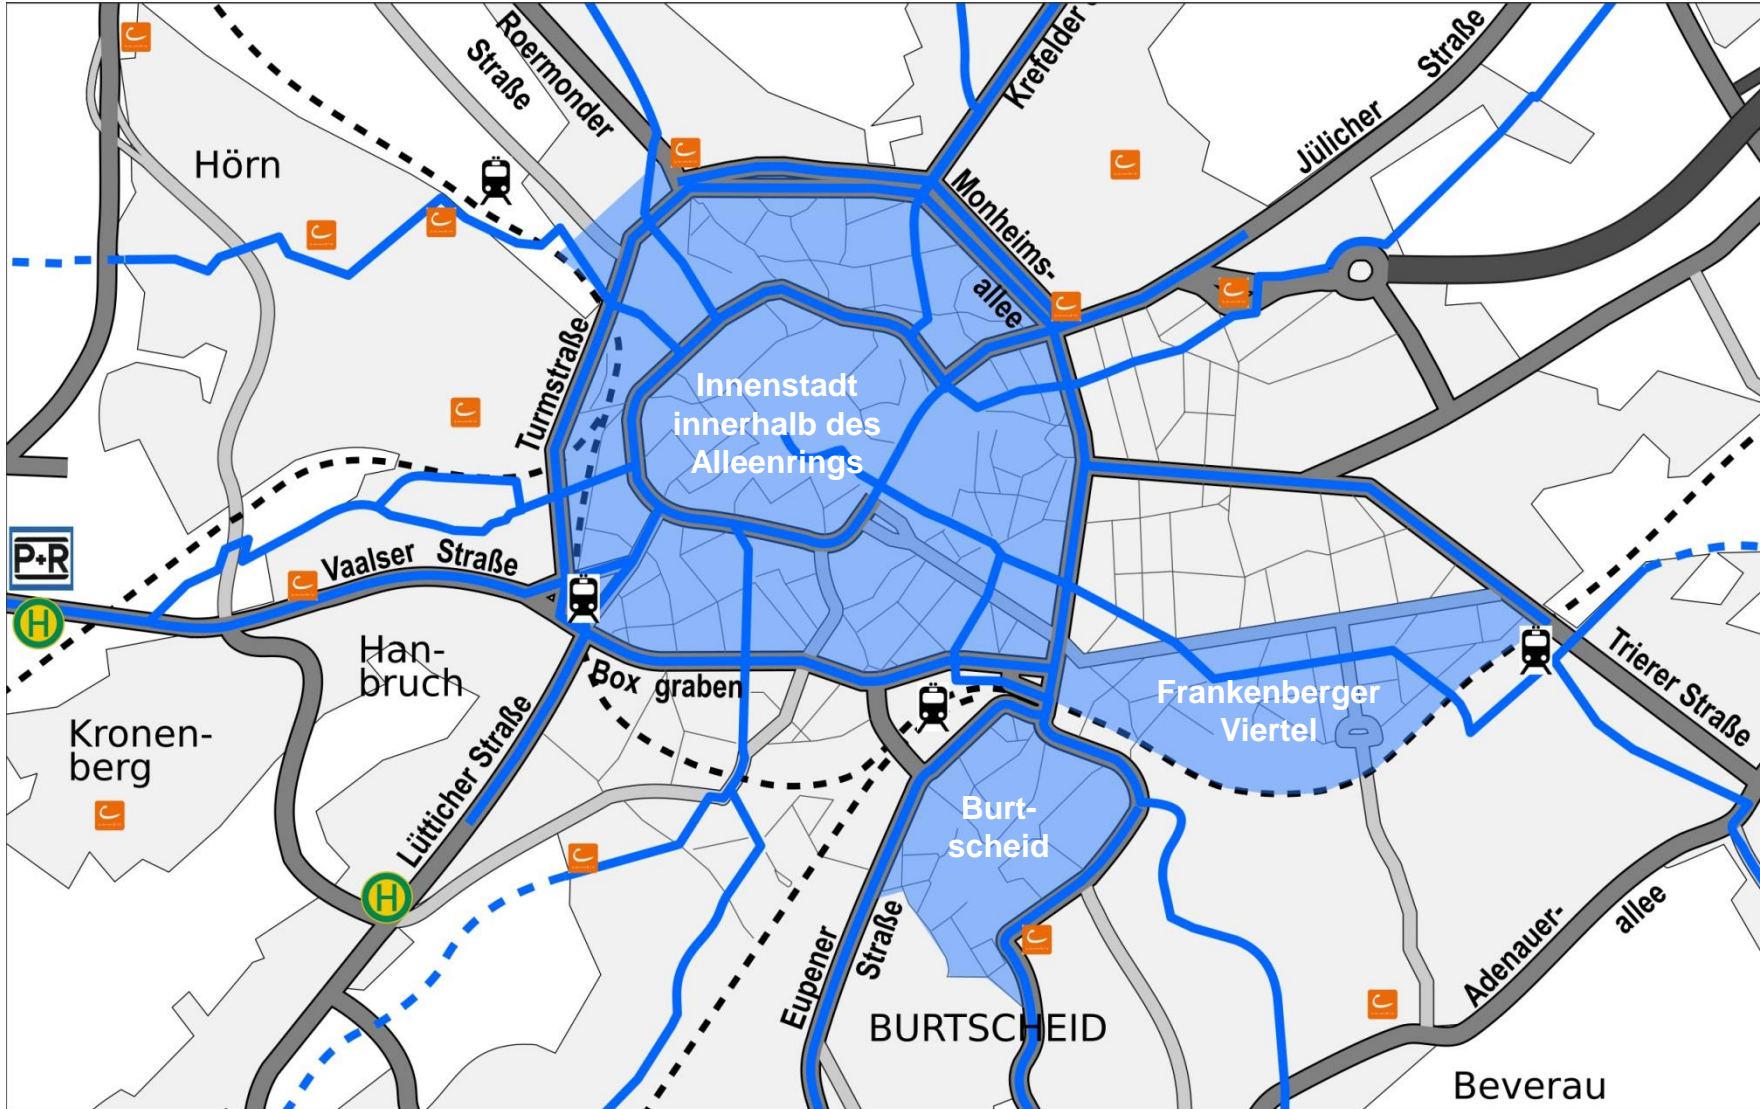 Roermonder
Straße
Krefelder
Straße
Jülicher
Hörn
Monheims-
allee
Turmstraße
Innenstadt
innerhalb des
Alleenrings
P+R
H
Vaalser Straße
Han-
bruch
Box graben
Frankenberger
Viertel
Trierer Straße
Kronen-
berg
Lütticher Straße
Burt-
scheid
H
Eupener
Straße
Adenauer-
allee
BURTSCHEID
Beverau